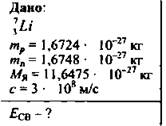 Дано:
⁷₃Li
mₚ = 1,6724 · 10⁻²⁷ кг
mₙ = 1,6748 · 10⁻²⁷ кг
Mя = 11,6475 · 10⁻²⁷ кг
c = 3 · 10⁸ м/с
Eсв – ?